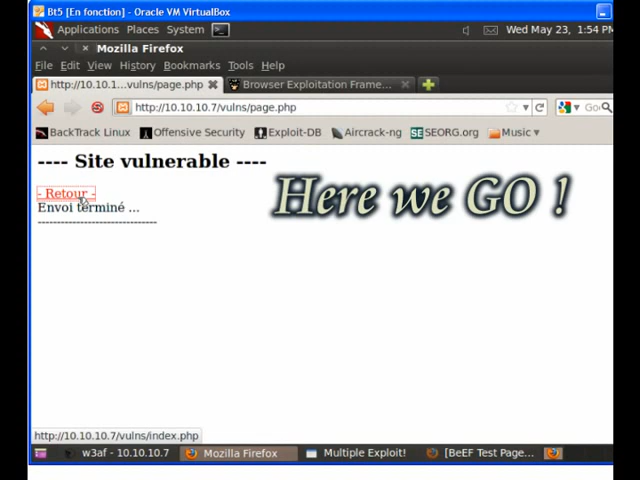 Bt5 [En fonction] - Oracle VM VirtualBox
Applications Places System Wed May 23, 1:54 PM
Mozilla Firefox
File Edit View History Bookmarks Tools Help
http://10.10.1...vulns/page.php Browser Exploitation Frame...
http://10.10.10.7/vulns/page.php
BackTrack Linux Offensive Security Exploit-DB Aircrack-ng SEORG.org Music
---- Site vulnerable ----
- Retour -
Envoi terminé ...
------------------------------
Here we GO !
http://10.10.10.7/vulns/index.php
w3af - 10.10.10.7 Mozilla Firefox Multiple Exploit! [BeEF Test Page...